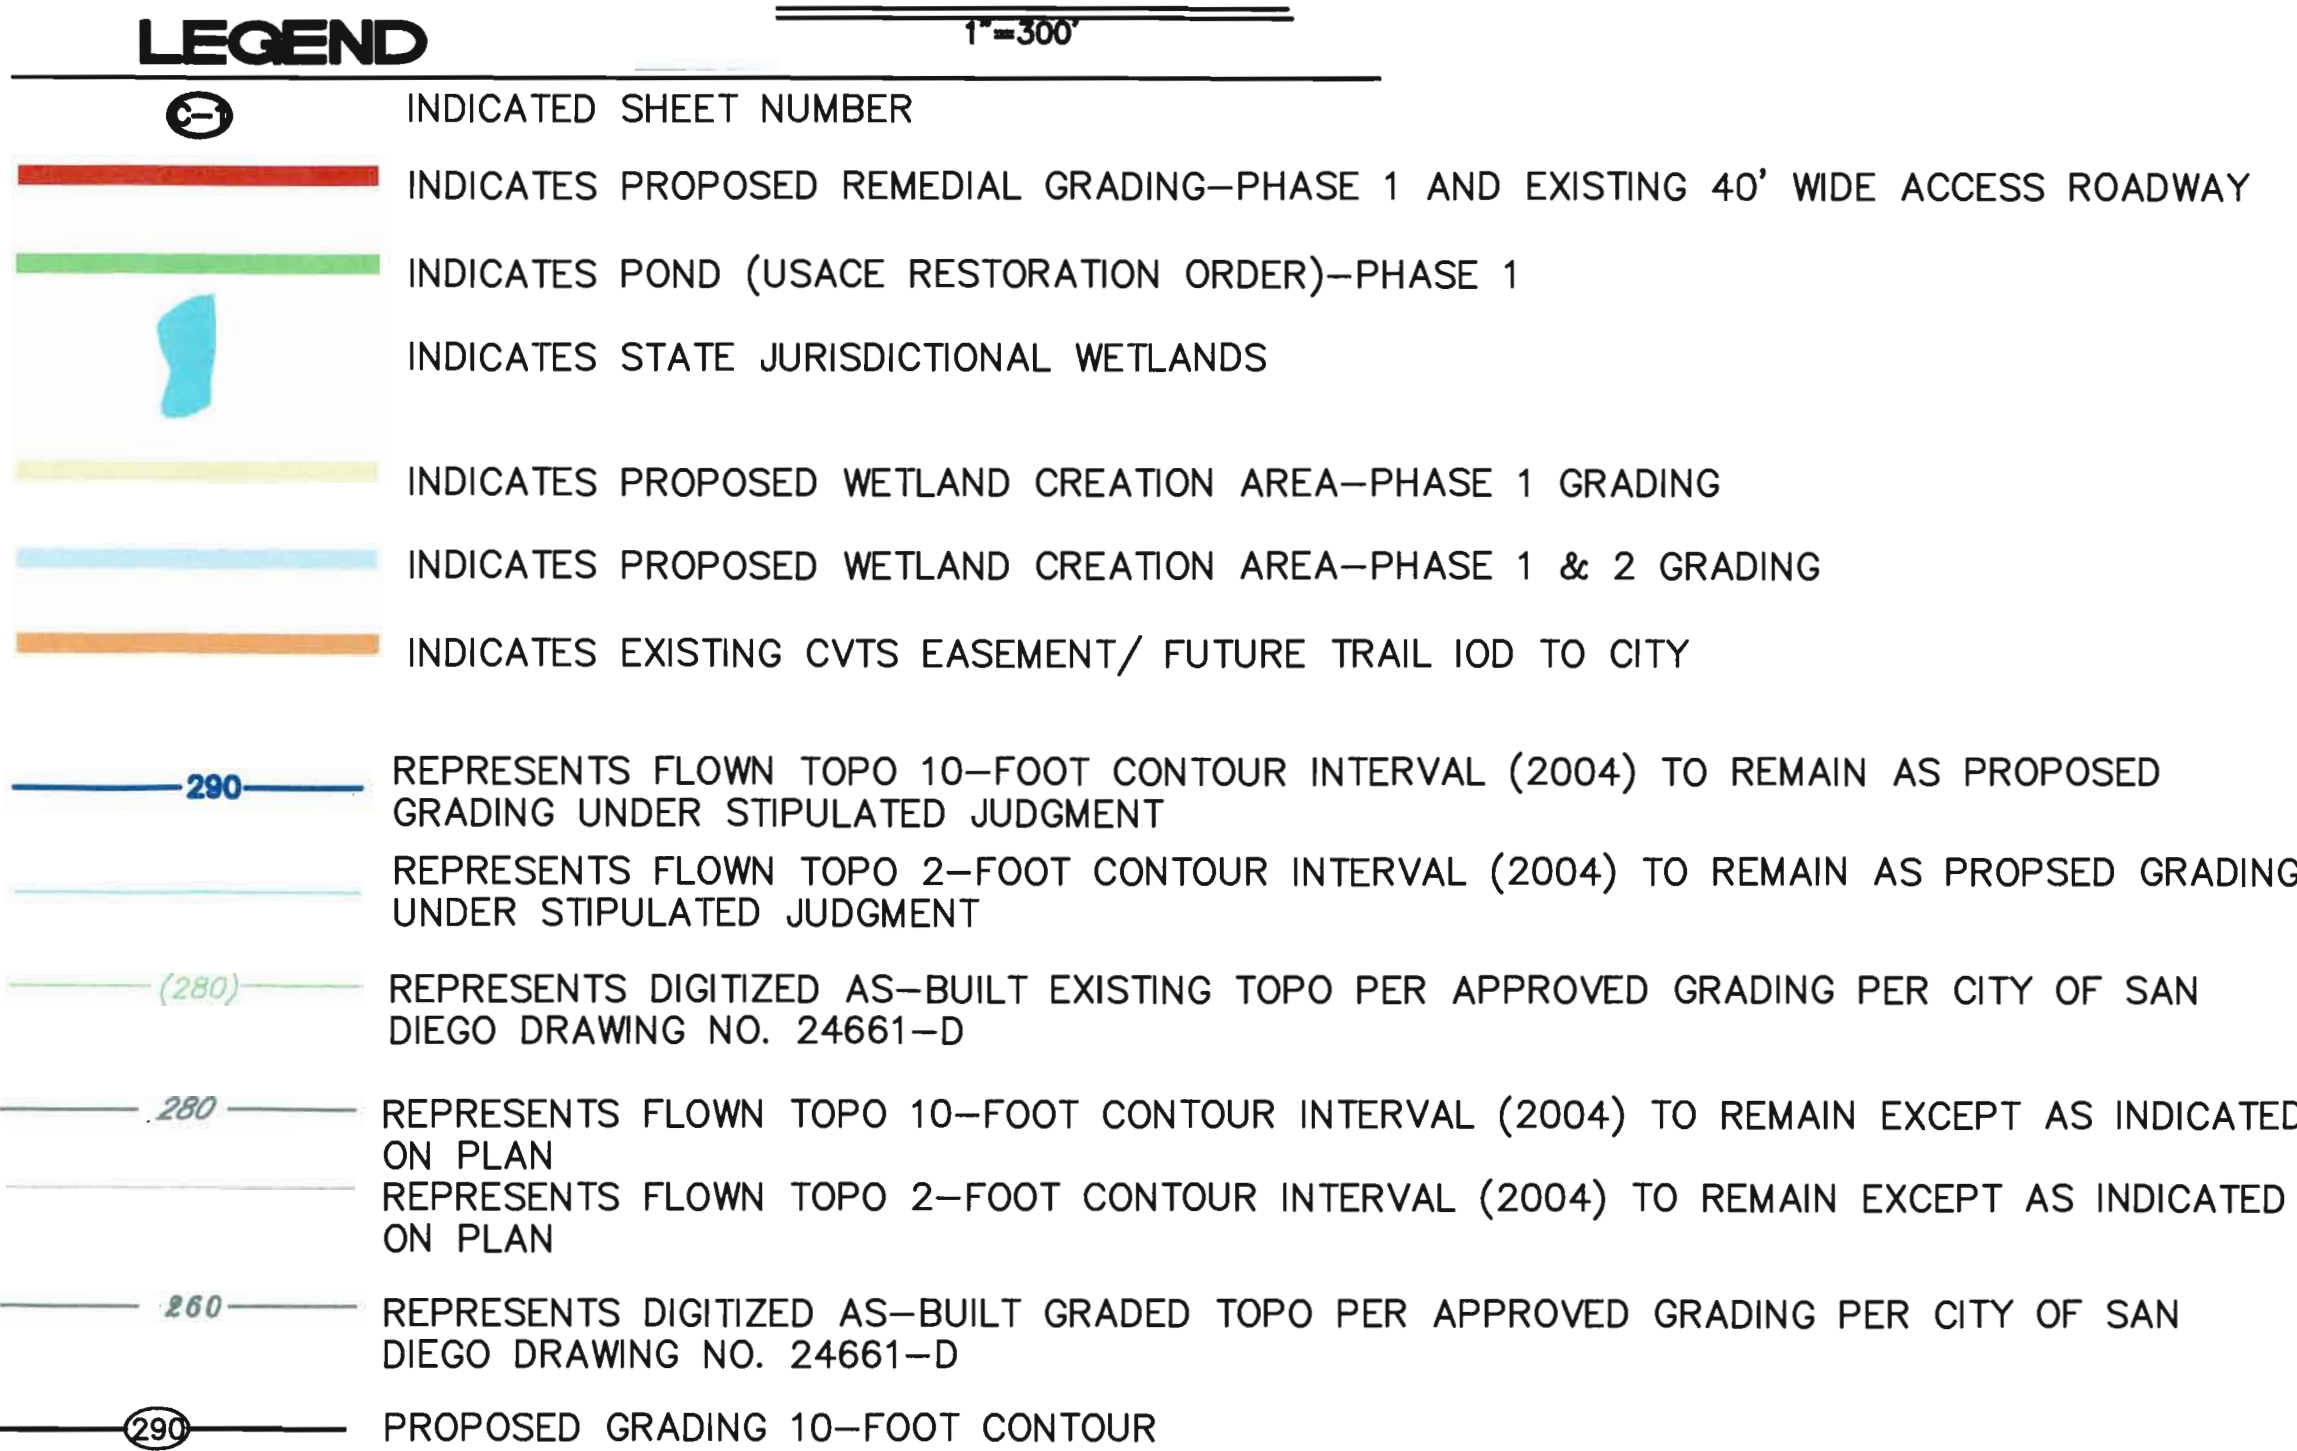 LEGEND
1"=300'
C-1 INDICATED SHEET NUMBER
INDICATES PROPOSED REMEDIAL GRADING-PHASE 1 AND EXISTING 40' WIDE ACCESS ROADWAY
INDICATES POND (USACE RESTORATION ORDER)-PHASE 1
INDICATES STATE JURISDICTIONAL WETLANDS
INDICATES PROPOSED WETLAND CREATION AREA-PHASE 1 GRADING
INDICATES PROPOSED WETLAND CREATION AREA-PHASE 1 & 2 GRADING
INDICATES EXISTING CVTS EASEMENT/ FUTURE TRAIL IOD TO CITY
290 REPRESENTS FLOWN TOPO 10-FOOT CONTOUR INTERVAL (2004) TO REMAIN AS PROPOSED
GRADING UNDER STIPULATED JUDGMENT
REPRESENTS FLOWN TOPO 2-FOOT CONTOUR INTERVAL (2004) TO REMAIN AS PROPSED GRADING
UNDER STIPULATED JUDGMENT
(280) REPRESENTS DIGITIZED AS-BUILT EXISTING TOPO PER APPROVED GRADING PER CITY OF SAN
DIEGO DRAWING NO. 24661-D
280 REPRESENTS FLOWN TOPO 10-FOOT CONTOUR INTERVAL (2004) TO REMAIN EXCEPT AS INDICATED
ON PLAN
REPRESENTS FLOWN TOPO 2-FOOT CONTOUR INTERVAL (2004) TO REMAIN EXCEPT AS INDICATED
ON PLAN
260 REPRESENTS DIGITIZED AS-BUILT GRADED TOPO PER APPROVED GRADING PER CITY OF SAN
DIEGO DRAWING NO. 24661-D
290 PROPOSED GRADING 10-FOOT CONTOUR